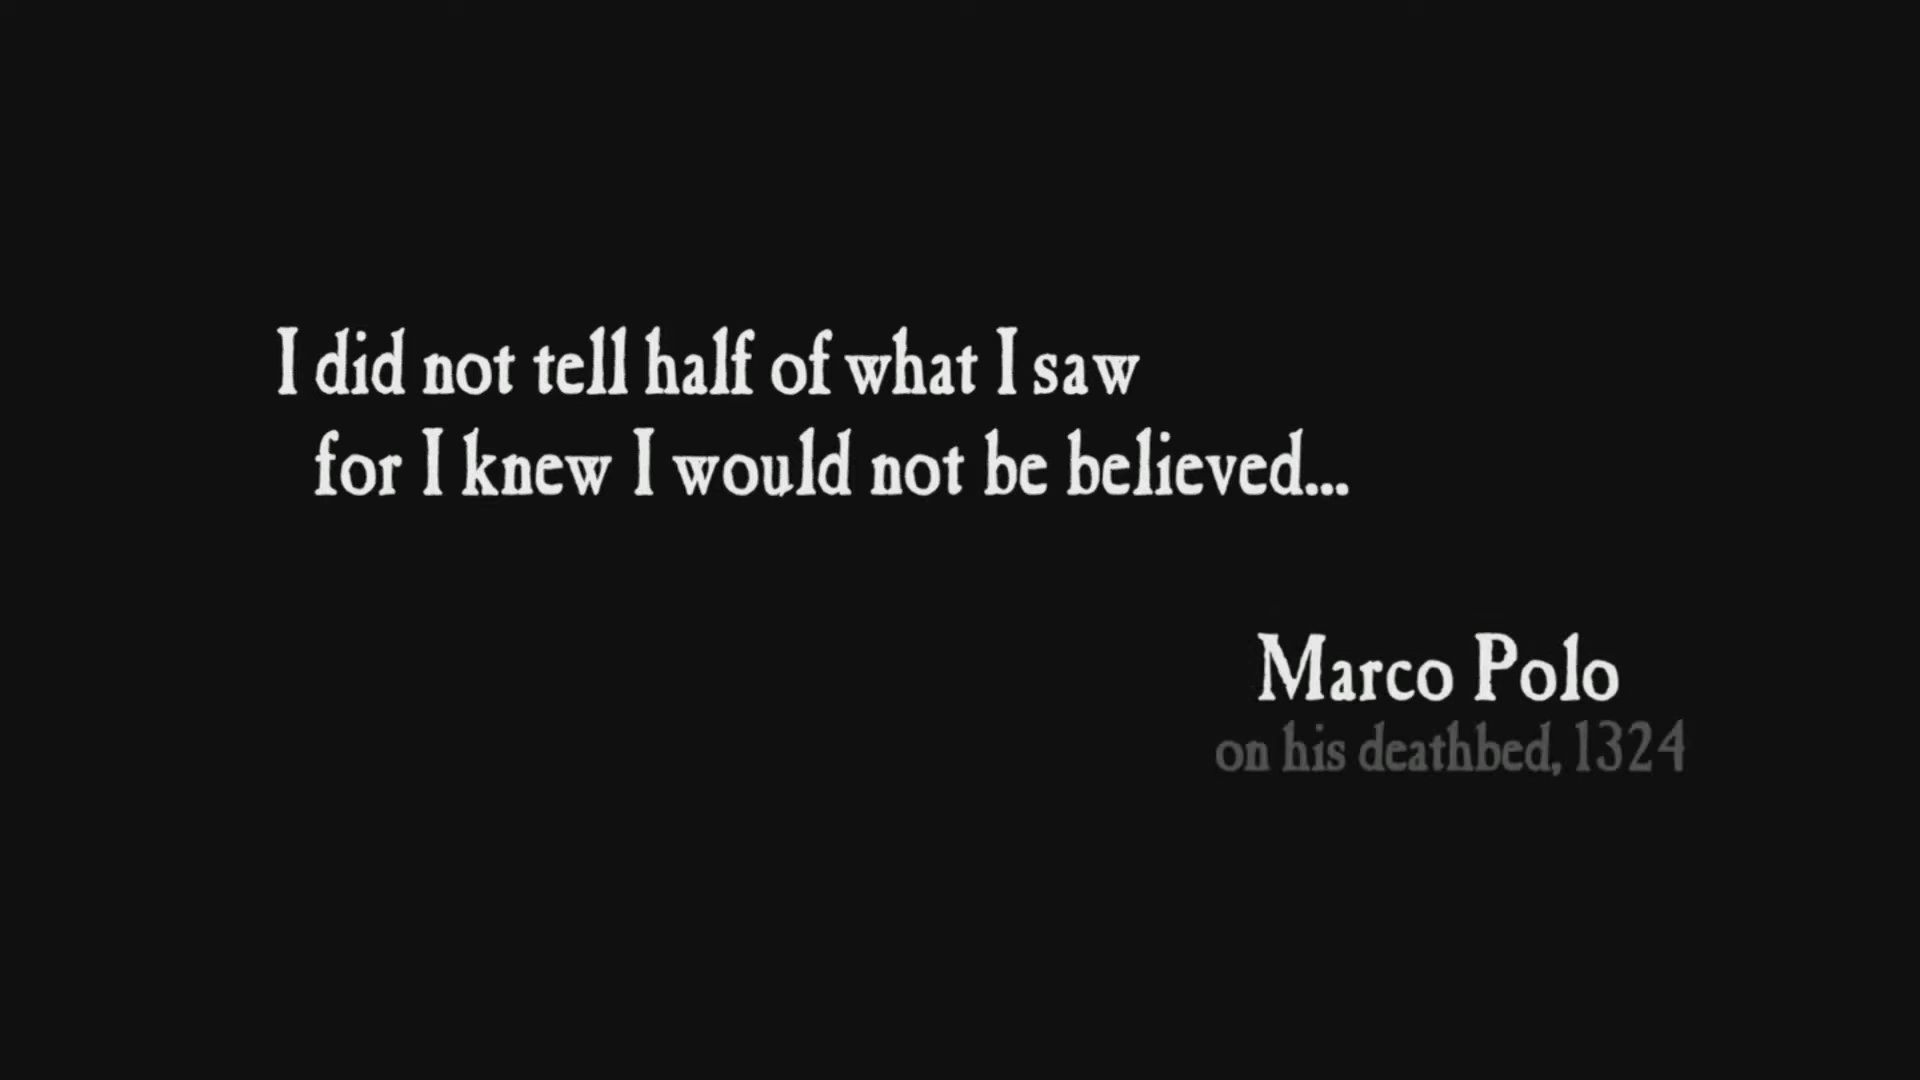 I did not tell half of what I saw
for I knew I would not be believed...
Marco Polo
on his deathbed, 1324